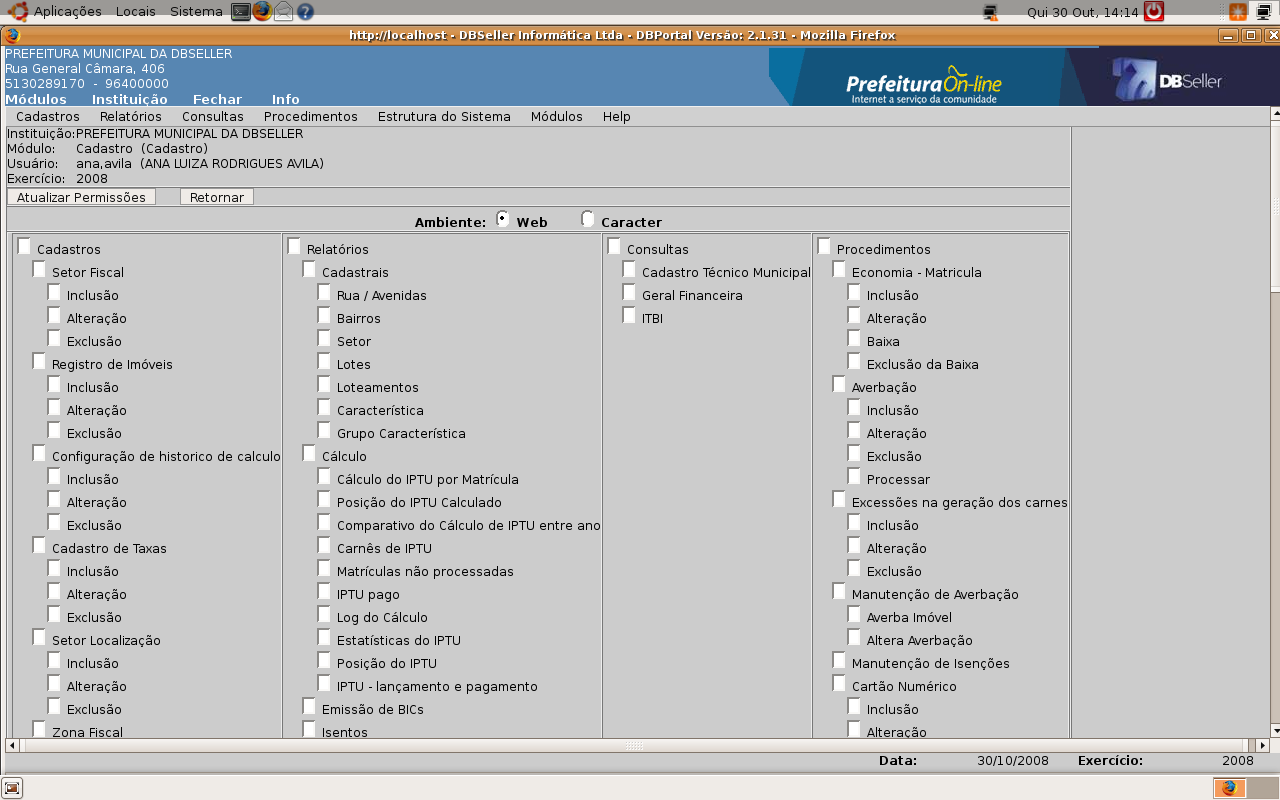 Aplicações Locais Sistema Qui 30 Out, 14:14
http://localhost - DBSeller Informática Ltda - DBPortal Versão: 2.1.31 - Mozilla Firefox
PREFEITURA MUNICIPAL DA DBSELLER
Rua General Câmara, 406
5130289170 - 96400000
Módulos Instituição Fechar Info
PrefeituraOn-line
Internet a serviço da comunidade
DBSeller
Cadastros Relatórios Consultas Procedimentos Estrutura do Sistema Módulos Help
Instituição:PREFEITURA MUNICIPAL DA DBSELLER
Módulo: Cadastro (Cadastro)
Usuário: ana,avila (ANA LUIZA RODRIGUES AVILA)
Exercício: 2008
Atualizar Permissões Retornar
Ambiente: Web Caracter
Cadastros
Setor Fiscal
Inclusão
Alteração
Exclusão
Registro de Imóveis
Inclusão
Alteração
Exclusão
Configuração de historico de calculo
Inclusão
Alteração
Exclusão
Cadastro de Taxas
Inclusão
Alteração
Exclusão
Setor Localização
Inclusão
Alteração
Exclusão
Zona Fiscal
Relatórios
Cadastrais
Rua / Avenidas
Bairros
Setor
Lotes
Loteamentos
Característica
Grupo Característica
Cálculo
Cálculo do IPTU por Matrícula
Posição do IPTU Calculado
Comparativo do Cálculo de IPTU entre ano
Carnês de IPTU
Matrículas não processadas
IPTU pago
Log do Cálculo
Estatísticas do IPTU
Posição do IPTU
IPTU - lançamento e pagamento
Emissão de BICs
Isentos
Consultas
Cadastro Técnico Municipal
Geral Financeira
ITBI
Procedimentos
Economia - Matricula
Inclusão
Alteração
Baixa
Exclusão da Baixa
Averbação
Inclusão
Alteração
Exclusão
Processar
Excessões na geração dos carnes
Inclusão
Alteração
Exclusão
Manutenção de Averbação
Averba Imóvel
Altera Averbação
Manutenção de Isenções
Cartão Numérico
Inclusão
Alteração
Data: 30/10/2008 Exercício: 2008